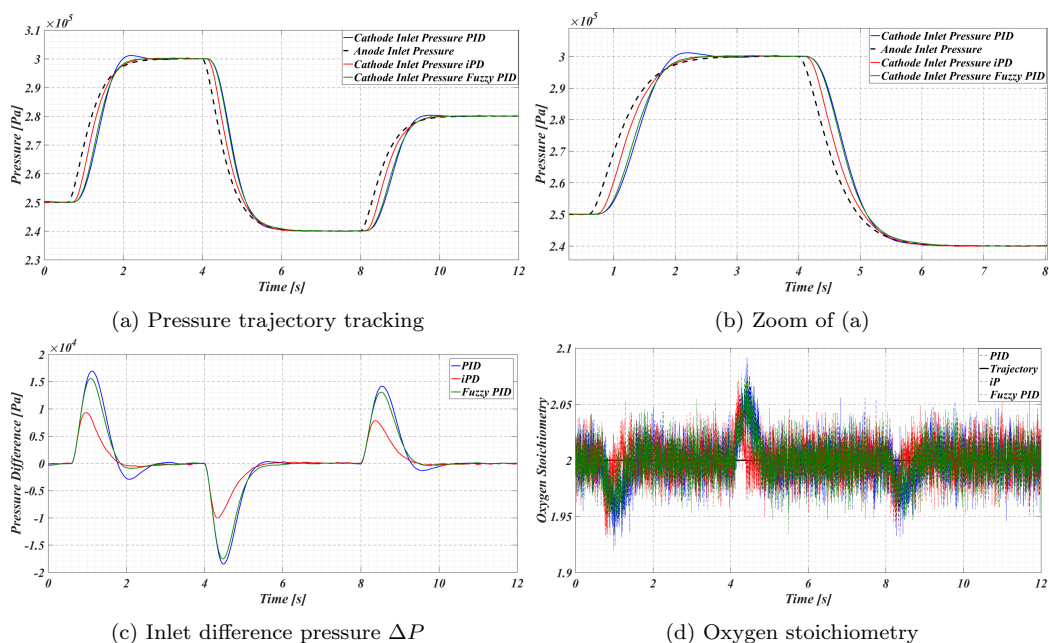 ×10⁵
3.1
3
2.9
2.8
2.7
2.6
2.5
2.4
2.3
Pressure [Pa]
0 2 4 6 8 10 12
Time [s]
Cathode Inlet Pressure PID
Anode Inlet Pressure
Cathode Inlet Pressure iPD
Cathode Inlet Pressure Fuzzy PID
(a) Pressure trajectory tracking
×10⁵
3
2.9
2.8
2.7
2.6
2.5
2.4
Pressure [Pa]
1 2 3 4 5 6 7 8
Time [s]
Cathode Inlet Pressure PID
Anode Inlet Pressure
Cathode Inlet Pressure iPD
Cathode Inlet Pressure Fuzzy PID
(b) Zoom of (a)
×10⁴
2
1.5
1
0.5
0
-0.5
-1
-1.5
-2
Pressure Difference [Pa]
0 2 4 6 8 10 12
Time [s]
PID
iPD
Fuzzy PID
(c) Inlet difference pressure ΔP
2.1
2.05
2
1.95
1.9
Oxygen Stoichiometry
0 2 4 6 8 10 12
Time [s]
PID
Trajectory
iP
Fuzzy PID
(d) Oxygen stoichiometry